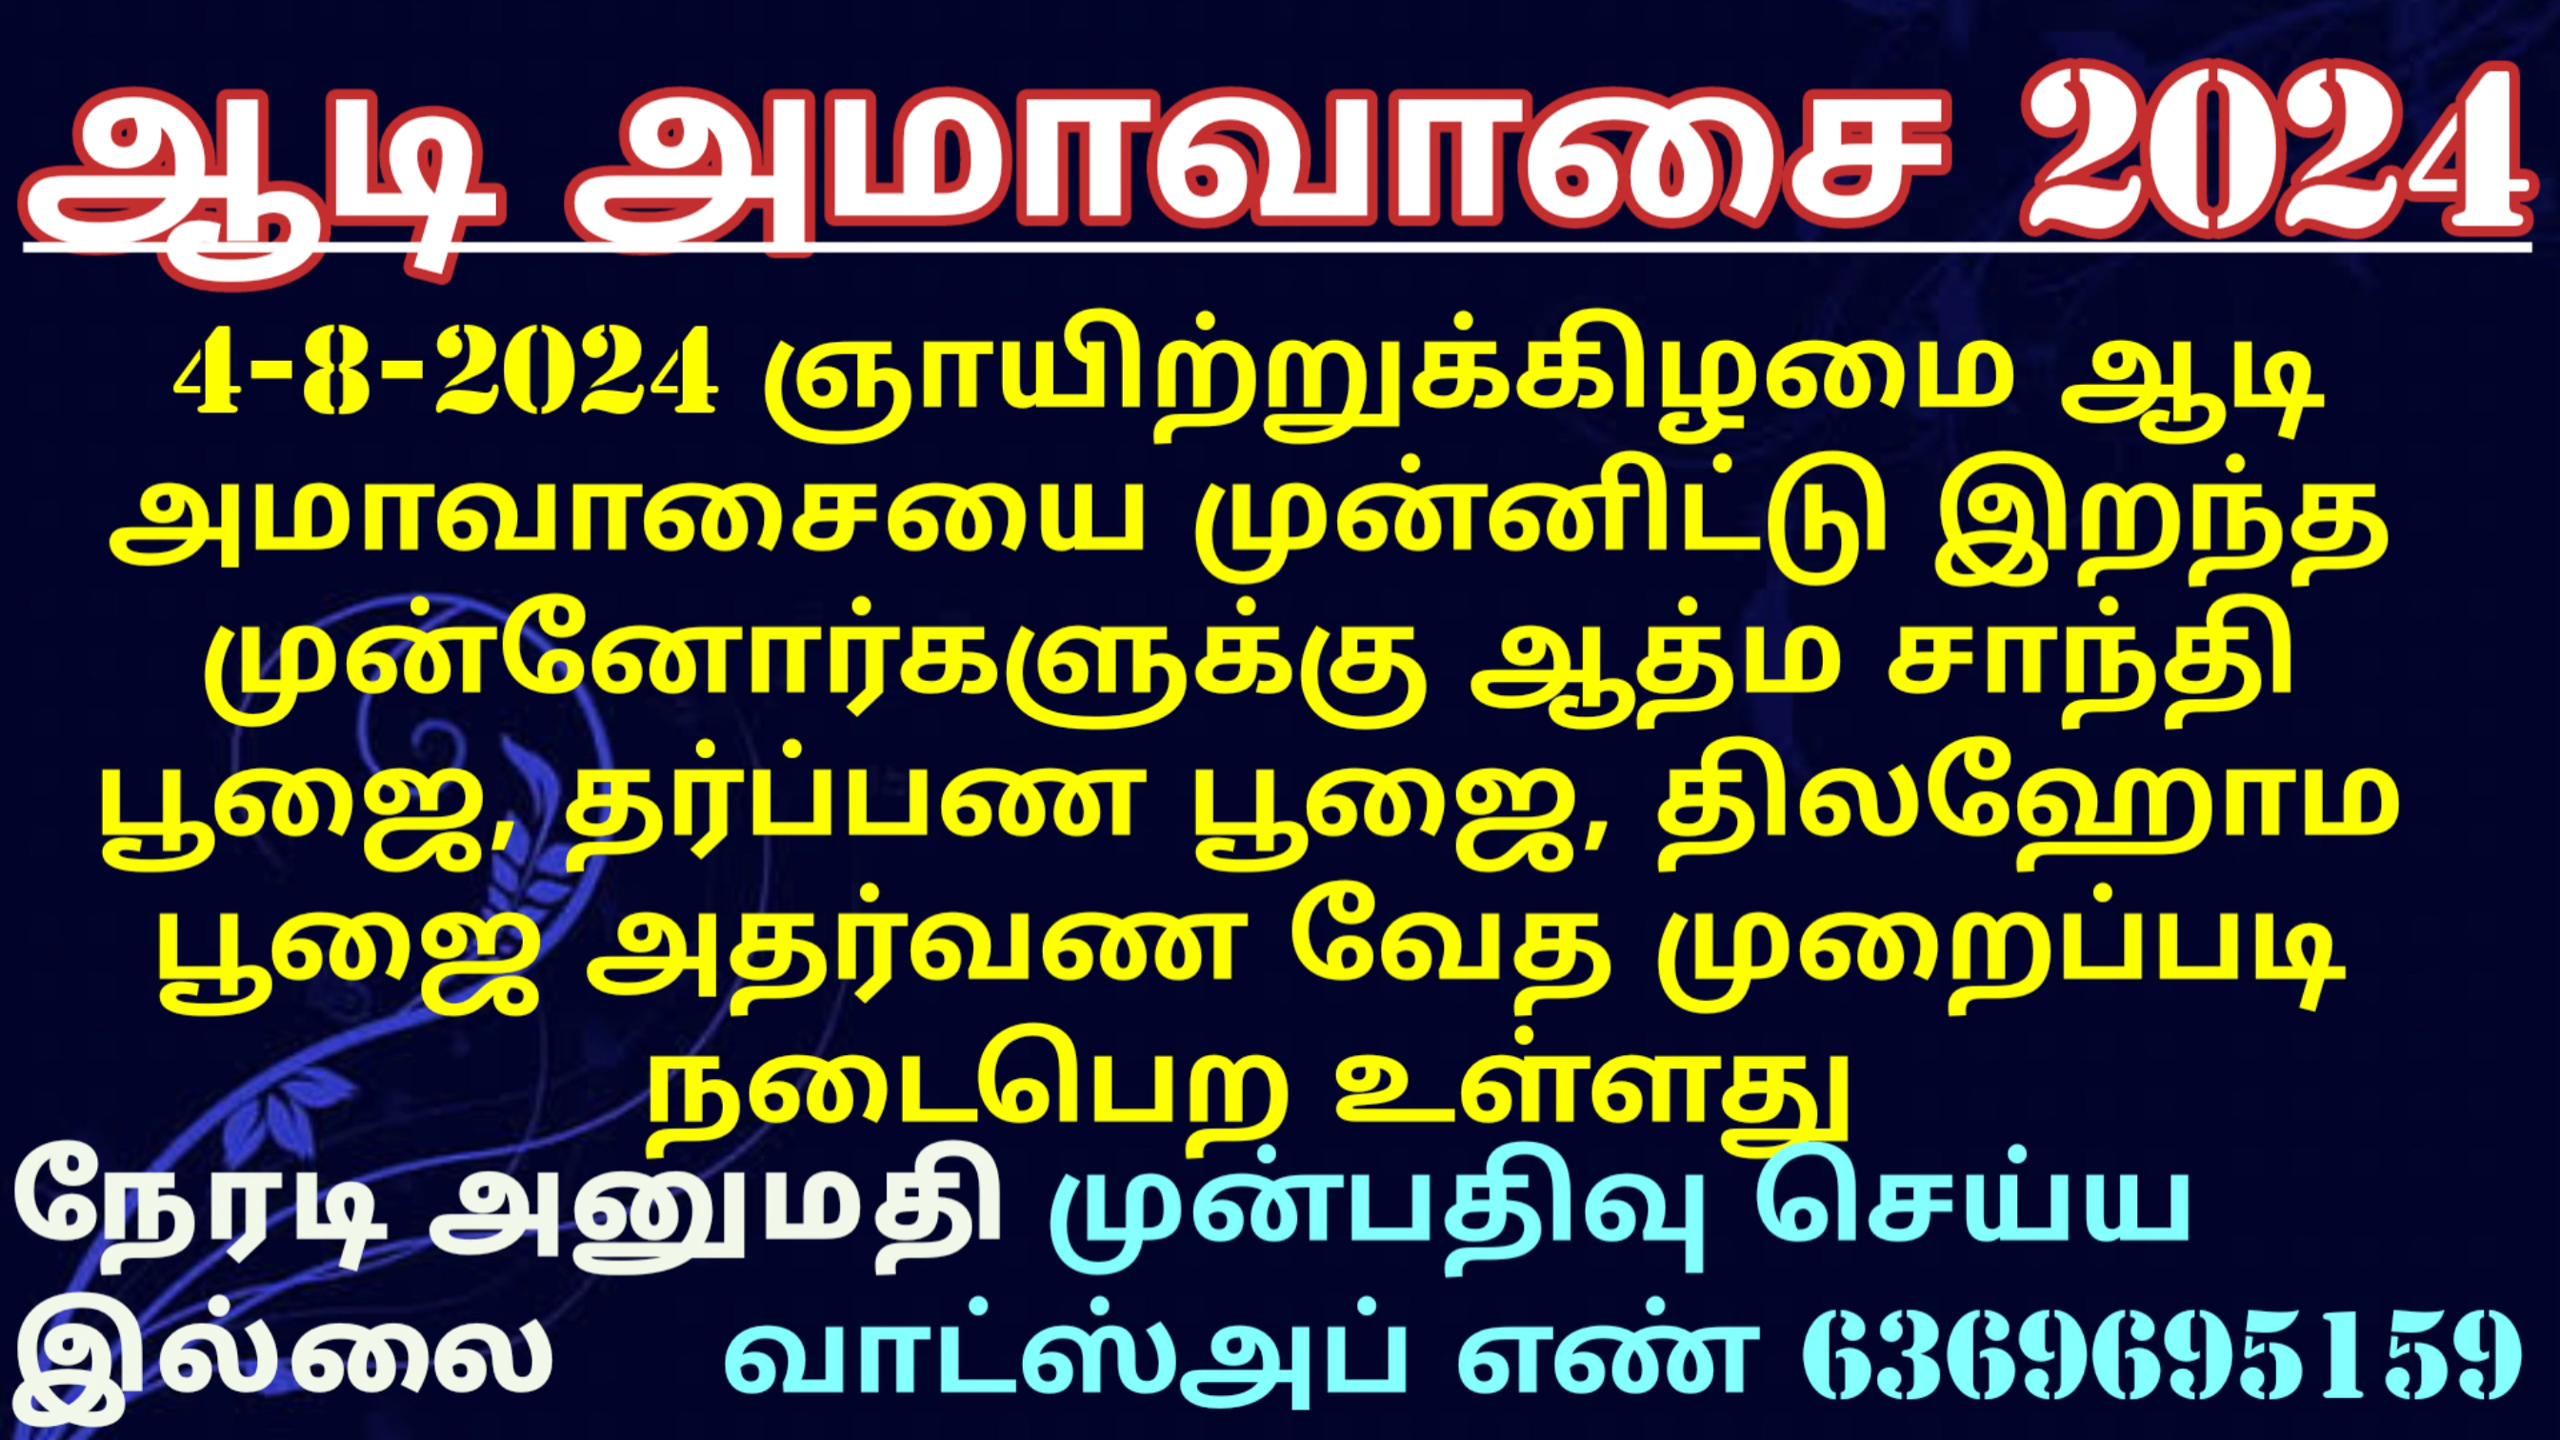 ஆடி அமாவாசை 2024
4-8-2024 ஞாயிற்றுக்கிழமை ஆடி
அமாவாசையை முன்னிட்டு இறந்த
முன்னோர்களுக்கு ஆத்ம சாந்தி
பூஜை, தர்ப்பண பூஜை, திலஹோம
பூஜை அதர்வண வேத முறைப்படி
நடைபெற உள்ளது
நேரடி அனுமதி முன்பதிவு செய்ய
இல்லை வாட்ஸ்அப் எண் 6369695159